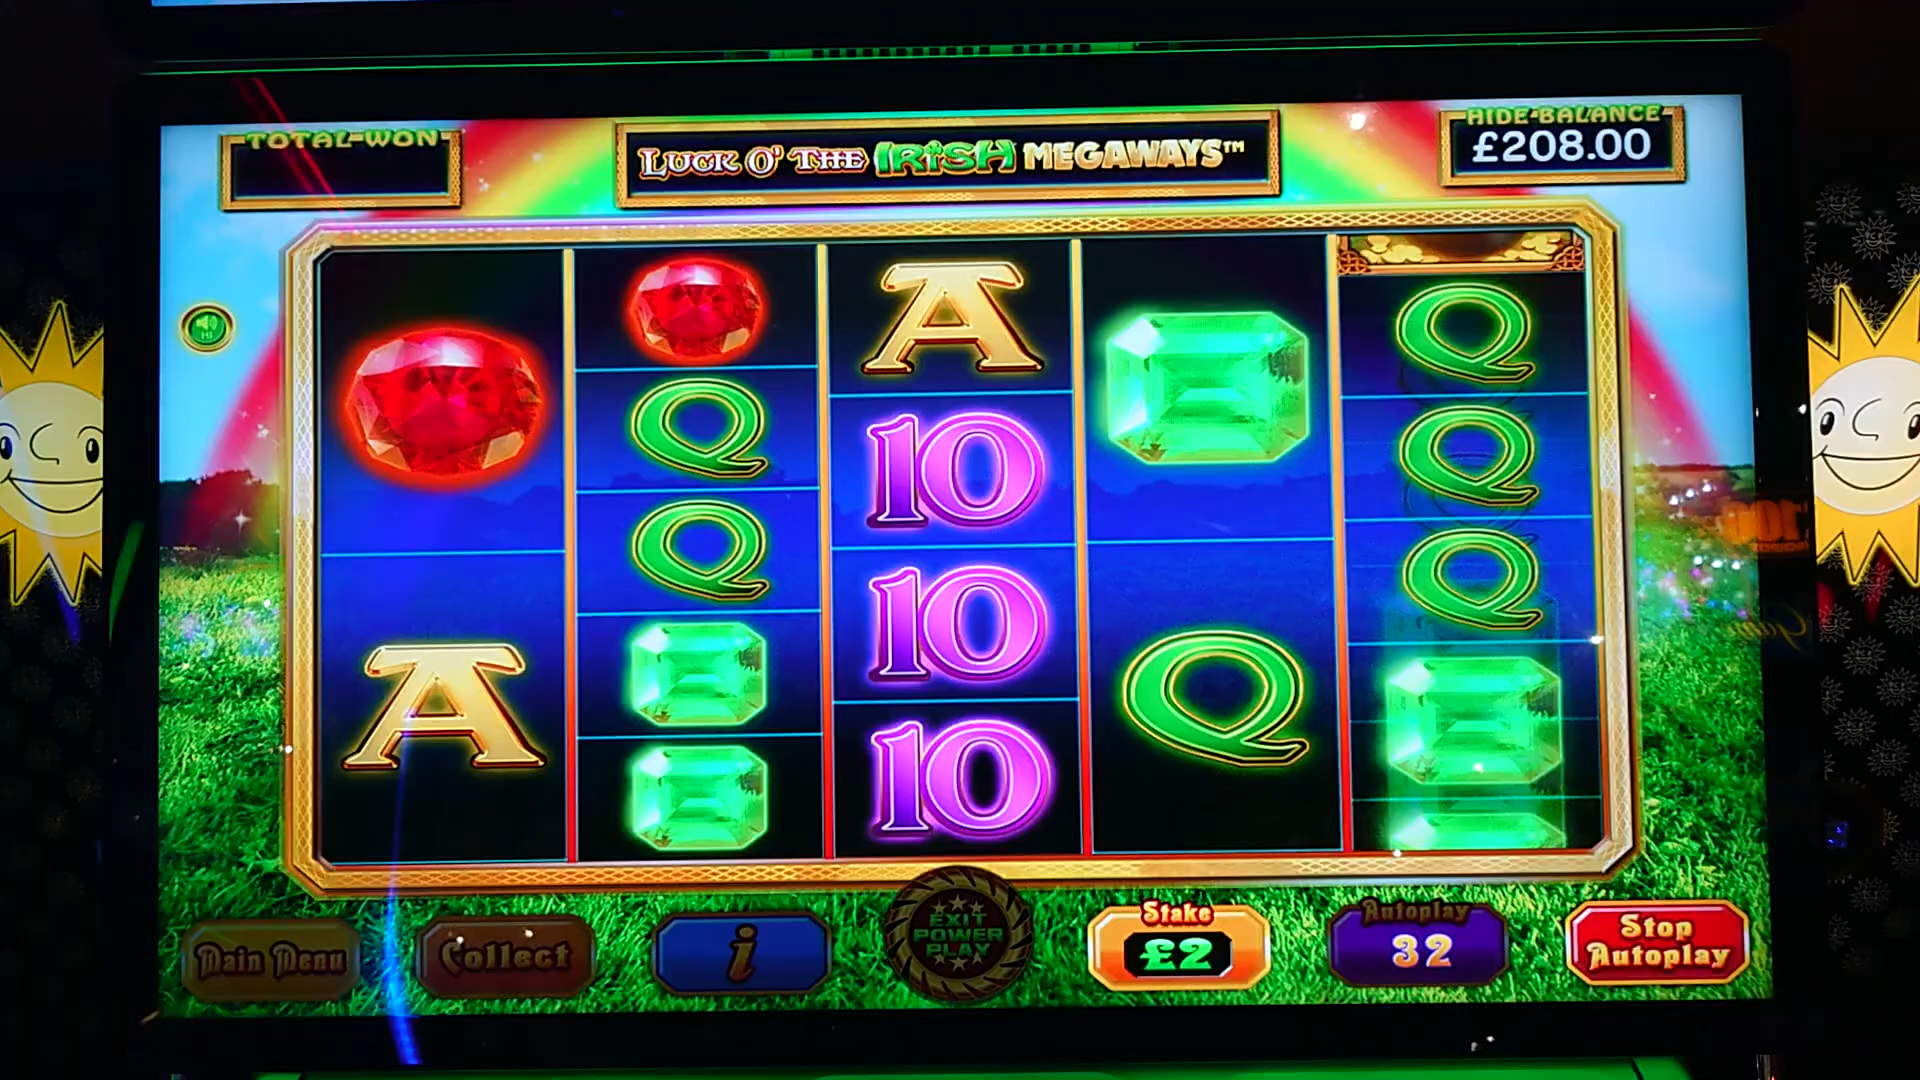 TOTAL WON
LUCK O' THE IRISH MEGAWAYS™
HIDE BALANCE
£208.00
HI
A
Q
Q
10
Q
Q
10
Q
A
Q
10
Main Menu
Collect
i
EXIT
POWER
PLAY
Stake
£2
Autoplay
32
Stop
Autoplay